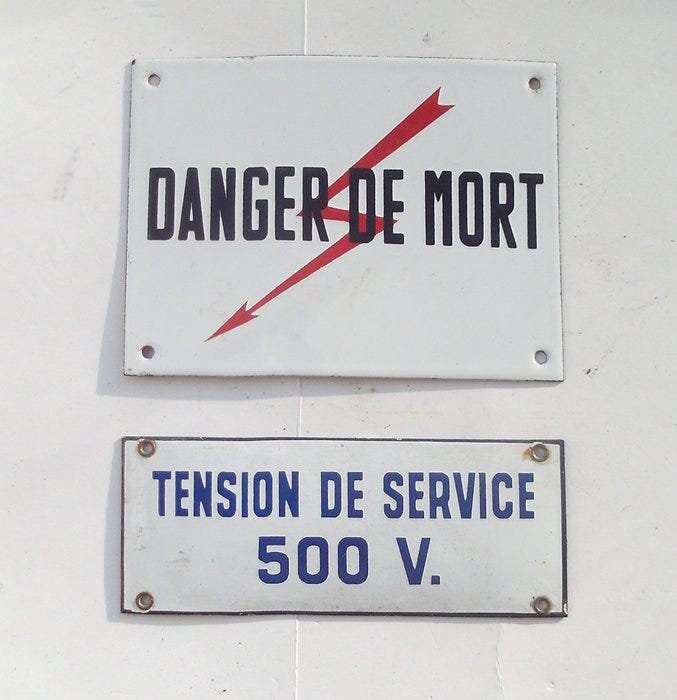 DANGER DE MORT
TENSION DE SERVICE
500 V.